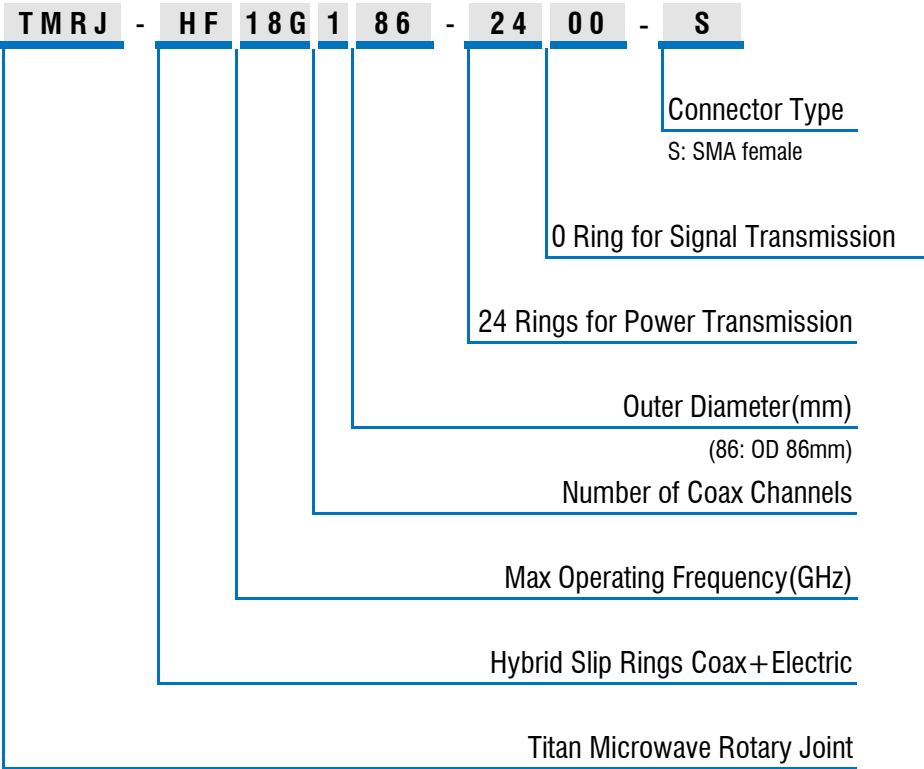 TMRJ - HF 18G 1 86 - 24 00 - S
Connector Type
S: SMA female
0 Ring for Signal Transmission
24 Rings for Power Transmission
Outer Diameter(mm)
(86: OD 86mm)
Number of Coax Channels
Max Operating Frequency(GHz)
Hybrid Slip Rings Coax+Electric
Titan Microwave Rotary Joint